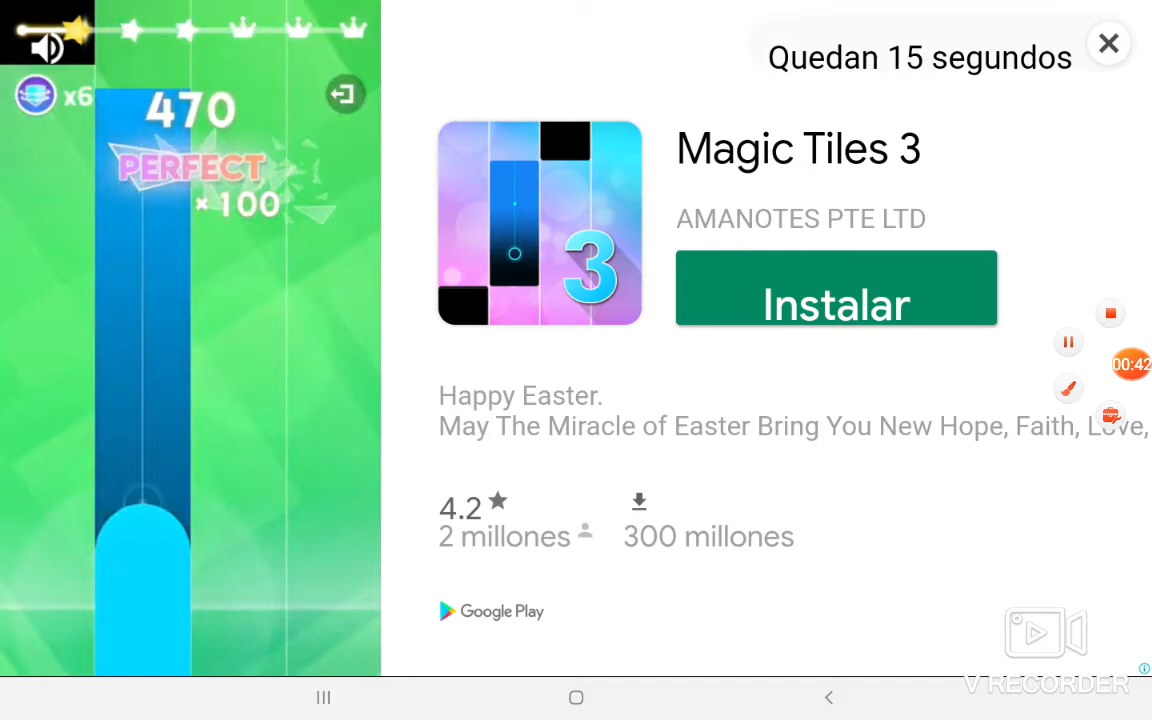 x6
470
PERFECT
×100
Quedan 15 segundos
3
Magic Tiles 3
AMANOTES PTE LTD
Instalar
00:42
Happy Easter.
May The Miracle of Easter Bring You New Hope, Faith, Love,
4.2
2 millones
300 millones
Google Play
V RECORDER